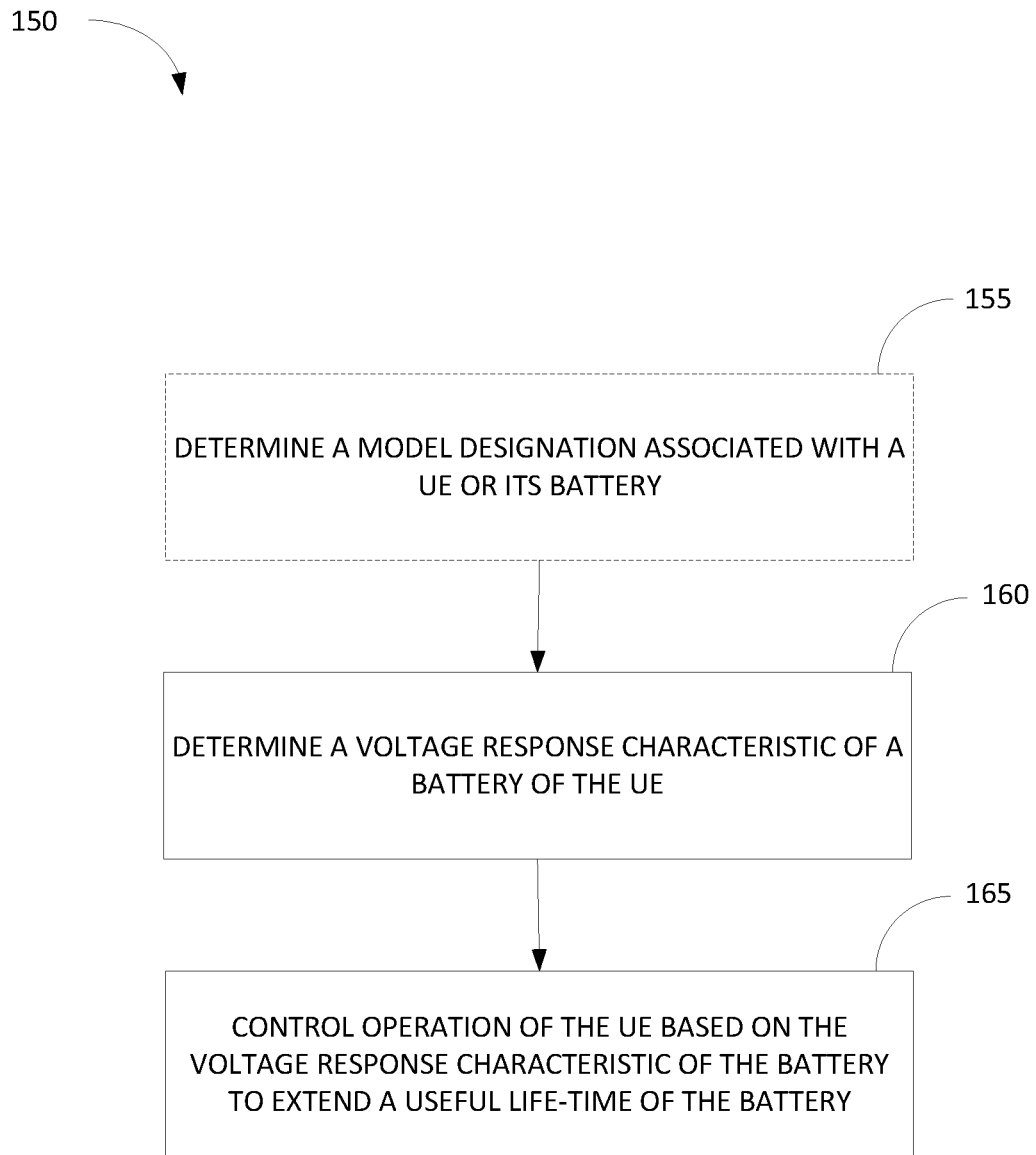 150
155
DETERMINE A MODEL DESIGNATION ASSOCIATED WITH A
UE OR ITS BATTERY
160
DETERMINE A VOLTAGE RESPONSE CHARACTERISTIC OF A
BATTERY OF THE UE
165
CONTROL OPERATION OF THE UE BASED ON THE
VOLTAGE RESPONSE CHARACTERISTIC OF THE BATTERY
TO EXTEND A USEFUL LIFE-TIME OF THE BATTERY